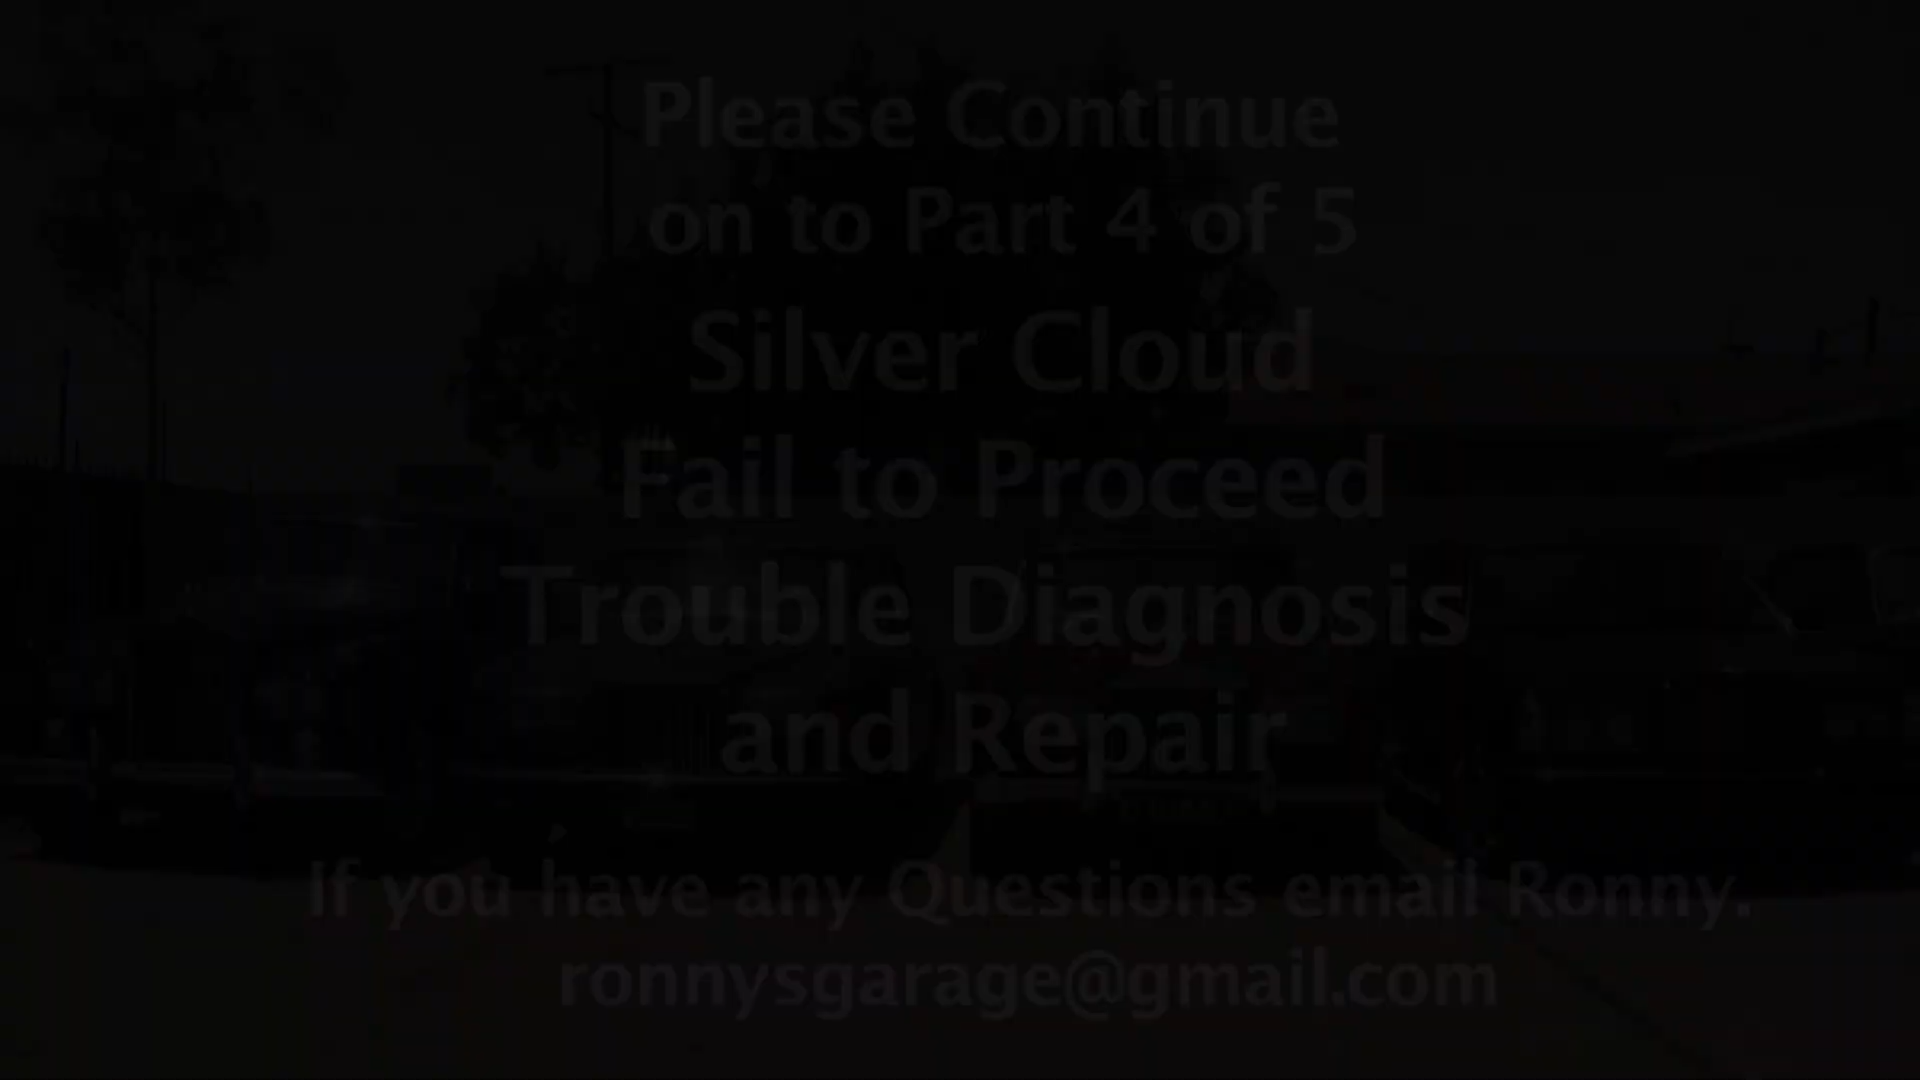 Please Continue
on to Part 4 of 5
Silver Cloud
Fail to Proceed
Trouble Diagnosis
and Repair
If you have any Questions email Ronny.
ronnysgarage@gmail.com